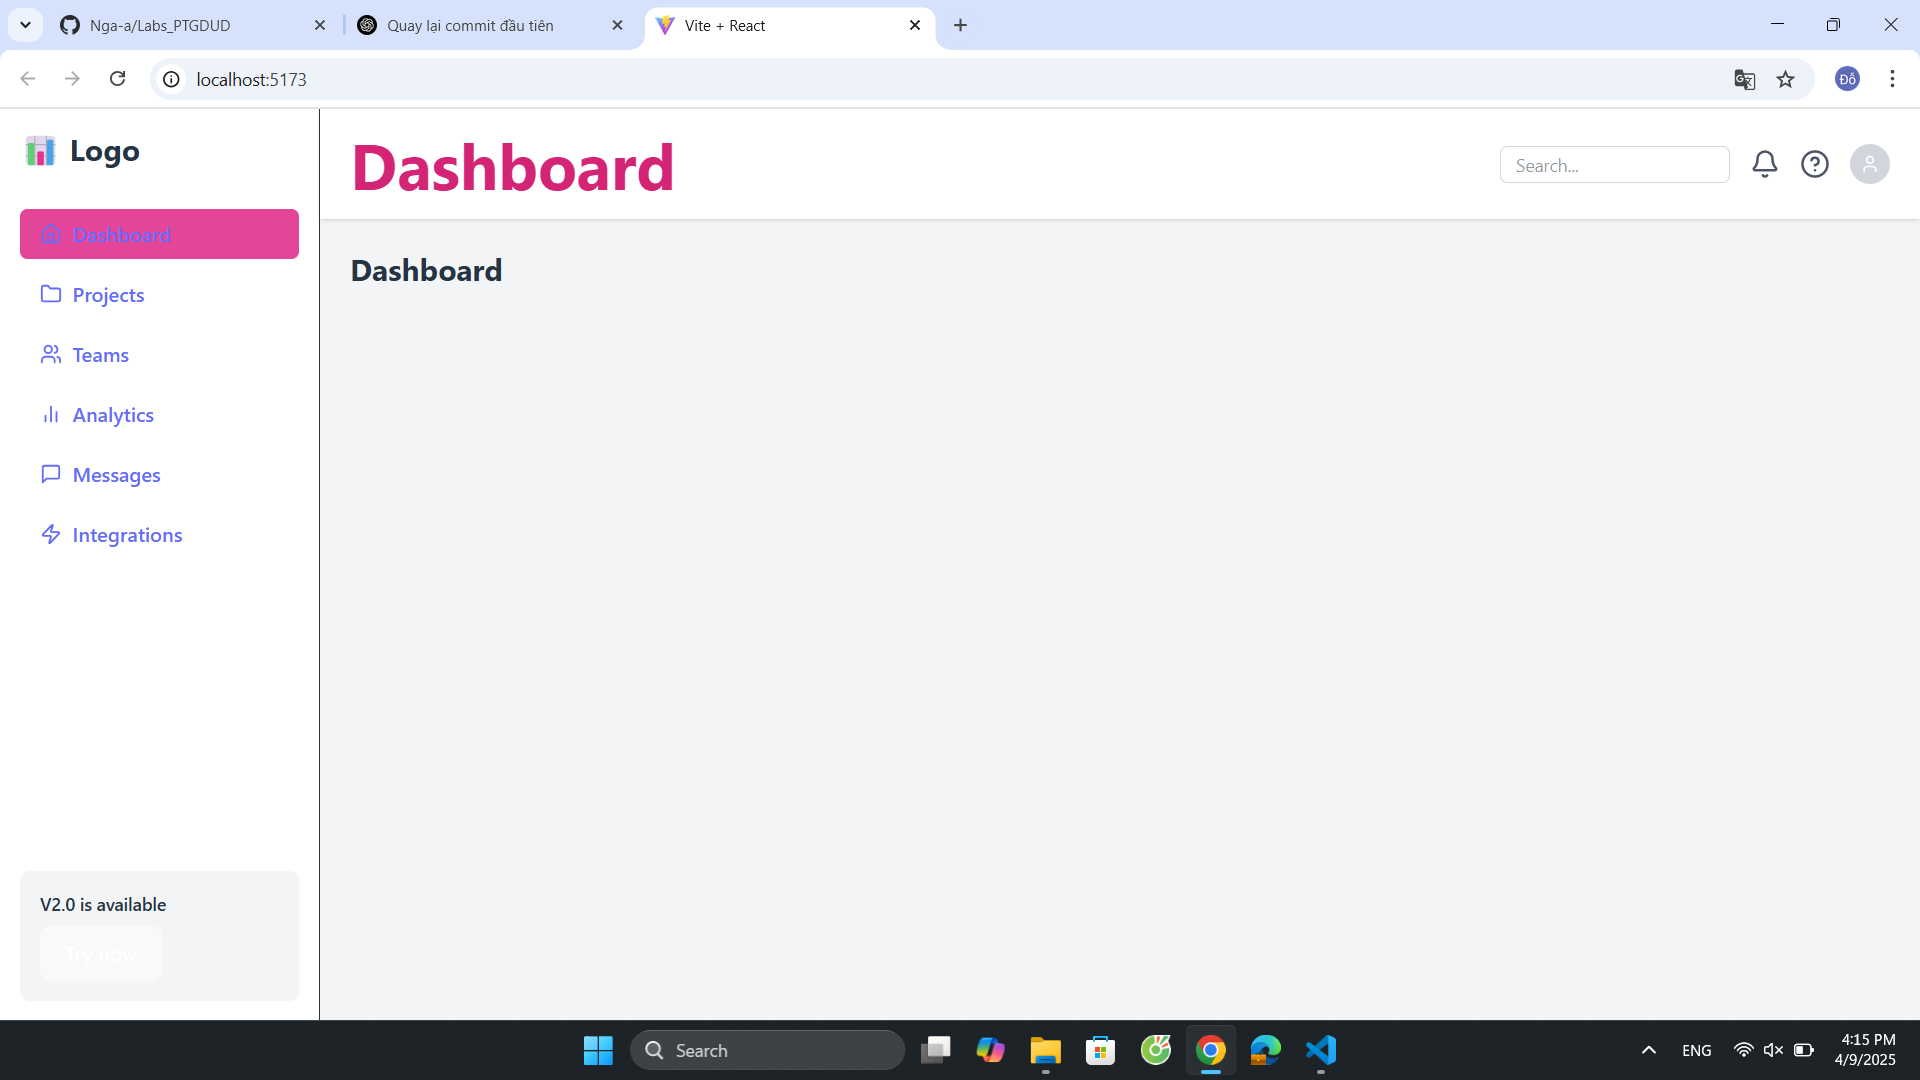 Nga-a/Labs_PTGDUD
Quay lại commit đầu tiên
Vite + React
localhost:5173
Đỗ
Logo
Dashboard
Search...
Dashboard
Projects
Teams
Analytics
Messages
Integrations
Dashboard
V2.0 is available
Try now
Search
ENG
4:15 PM
4/9/2025